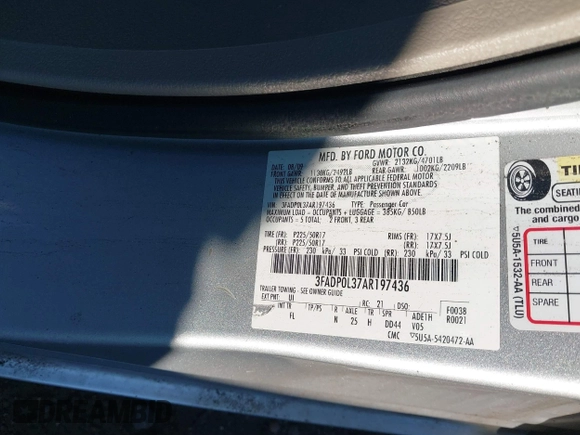 MFD. BY FORD MOTOR CO.
DATE: 08/09 GVWR: 2132KG/4701LB
FRONT GAWR: 1130KG/2492LB REAR GAWR: 1002KG/2209LB
THIS VEHICLE CONFORMS TO ALL APPLICABLE FEDERAL MOTOR
VEHICLE SAFETY, BUMPER, AND THEFT PREVENTION STANDARDS
IN EFFECT ON THE DATE OF MANUFACTURE SHOWN ABOVE.
VIN: 3FADP0L37AR197436 TYPE: Passenger Car
MAXIMUM LOAD = OCCUPANTS + LUGGAGE = 385KG/850LB
OCCUPANTS = 5 TOTAL: 2 FRONT, 3 REAR
TIRES (FR): P225/50R17 RIMS (FR): 17X7.5J
(RR): P225/50R17 (RR): 17X7.5J
PRESSURE (FR): 230 kPa/ 33 PSI COLD (RR): 230 kPa/ 33 PSI COLD
3FADP0L37AR197436
TRAILER TOWING - SEE OWNER GUIDE
EXT PNT: UI RC: 21 DSO: F0038
INT TR TP/PS R AXLE TR SPR ADE1H R0021
FL N 25 H DD44 V05
CMC ▽5U5A-5420472-AA
TIRE
SEATING
The combined
and cargo
TIRE
FRONT
REAR
SPARE
▽5U5A-1532-AA (TLU)
DREAMBID